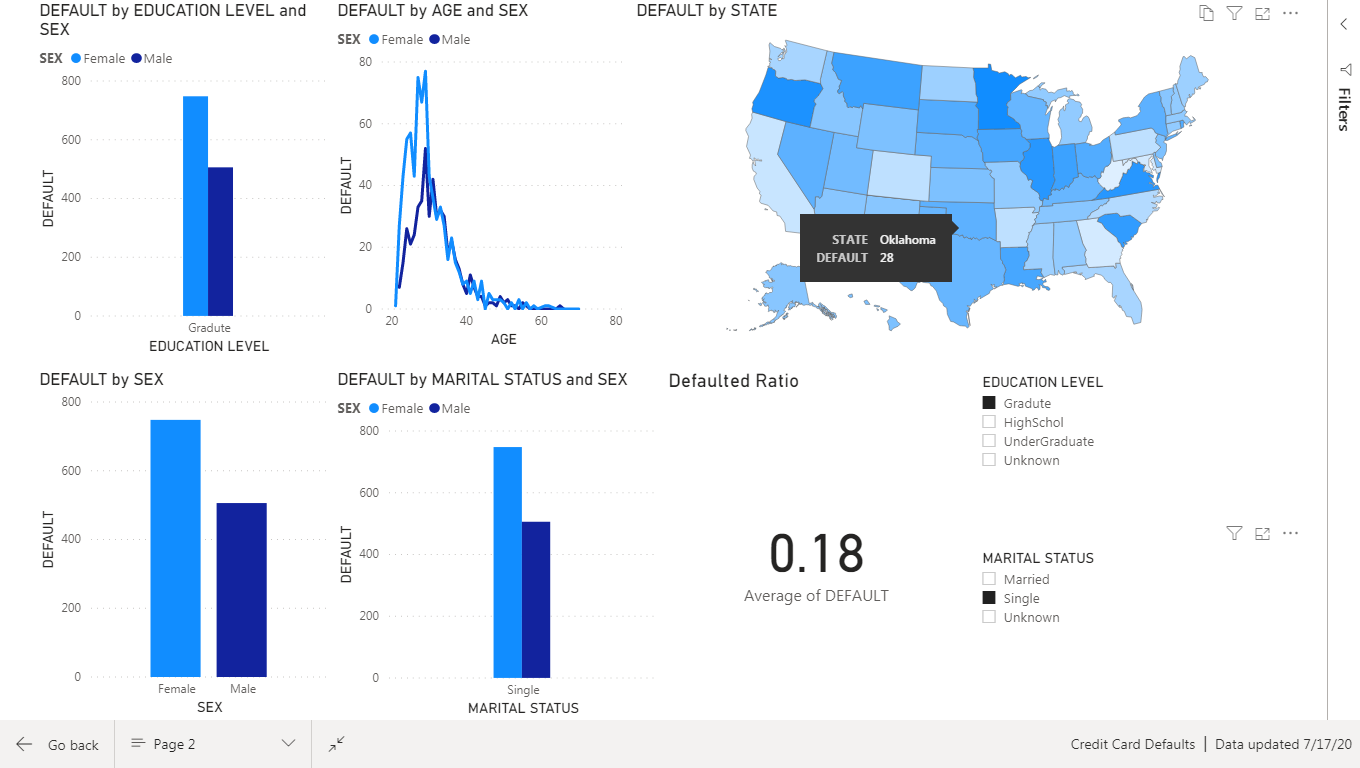 DEFAULT by EDUCATION LEVEL and
SEX
SEX Female Male
800
600
400
200
0
DEFAULT
Gradute
EDUCATION LEVEL
DEFAULT by AGE and SEX
SEX Female Male
80
60
40
20
0
DEFAULT
20 40 60 80
AGE
DEFAULT by STATE
STATE Oklahoma
DEFAULT 28
Filters
DEFAULT by SEX
800
600
400
200
0
DEFAULT
Female Male
SEX
DEFAULT by MARITAL STATUS and SEX
SEX Female Male
800
600
400
200
0
DEFAULT
Single
MARITAL STATUS
Defaulted Ratio
0.18
Average of DEFAULT
EDUCATION LEVEL
Gradute
HighSchol
UnderGraduate
Unknown
MARITAL STATUS
Married
Single
Unknown
Go back
Page 2
Credit Card Defaults | Data updated 7/17/20